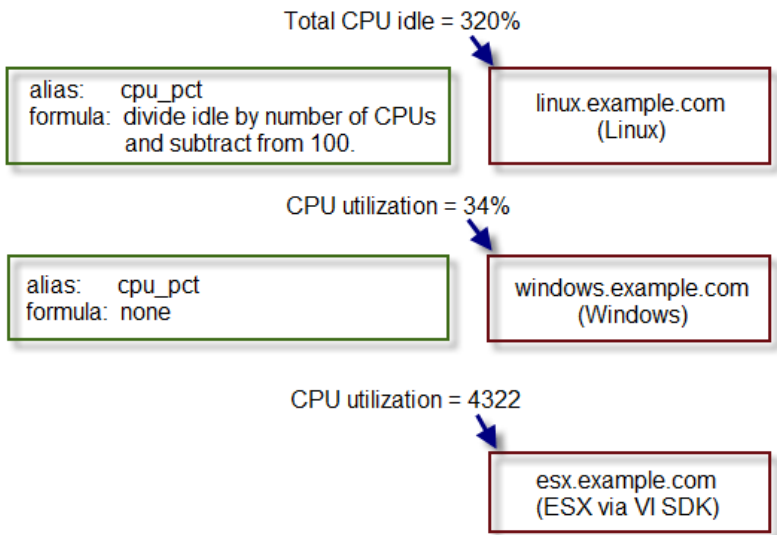 Total CPU idle = 320%
alias: cpu_pct
formula: divide idle by number of CPUs
and subtract from 100.
linux.example.com
(Linux)
CPU utilization = 34%
alias: cpu_pct
formula: none
windows.example.com
(Windows)
CPU utilization = 4322
esx.example.com
(ESX via VI SDK)